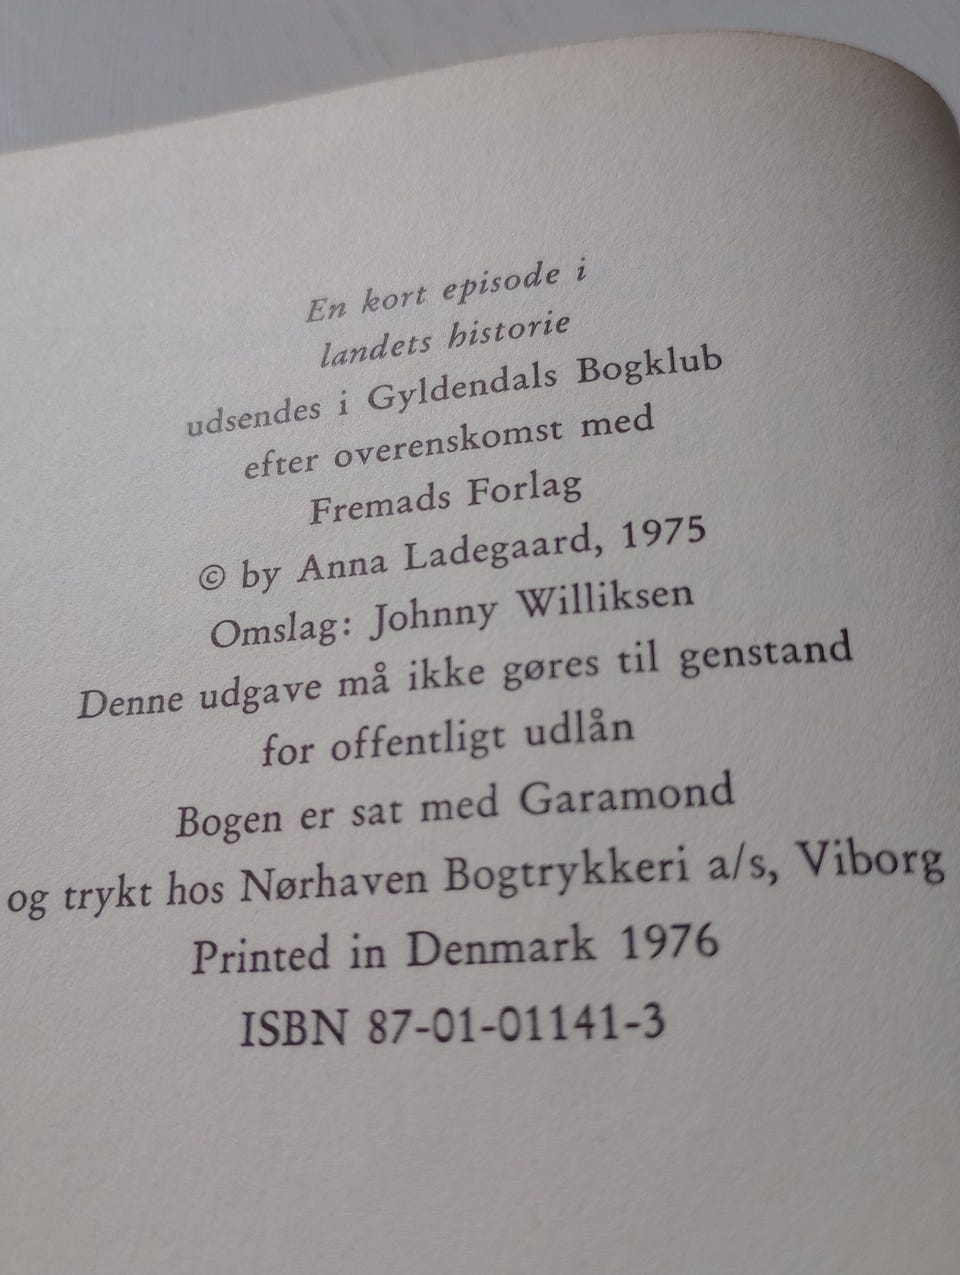 En kort episode i
landets historie
udsendes i Gyldendals Bogklub
efter overenskomst med
Fremads Forlag
© by Anna Ladegaard, 1975
Omslag: Johnny Williksen
Denne udgave må ikke gøres til genstand
for offentligt udlån
Bogen er sat med Garamond
og trykt hos Nørhaven Bogtrykkeri a/s, Viborg
Printed in Denmark 1976
ISBN 87-01-01141-3